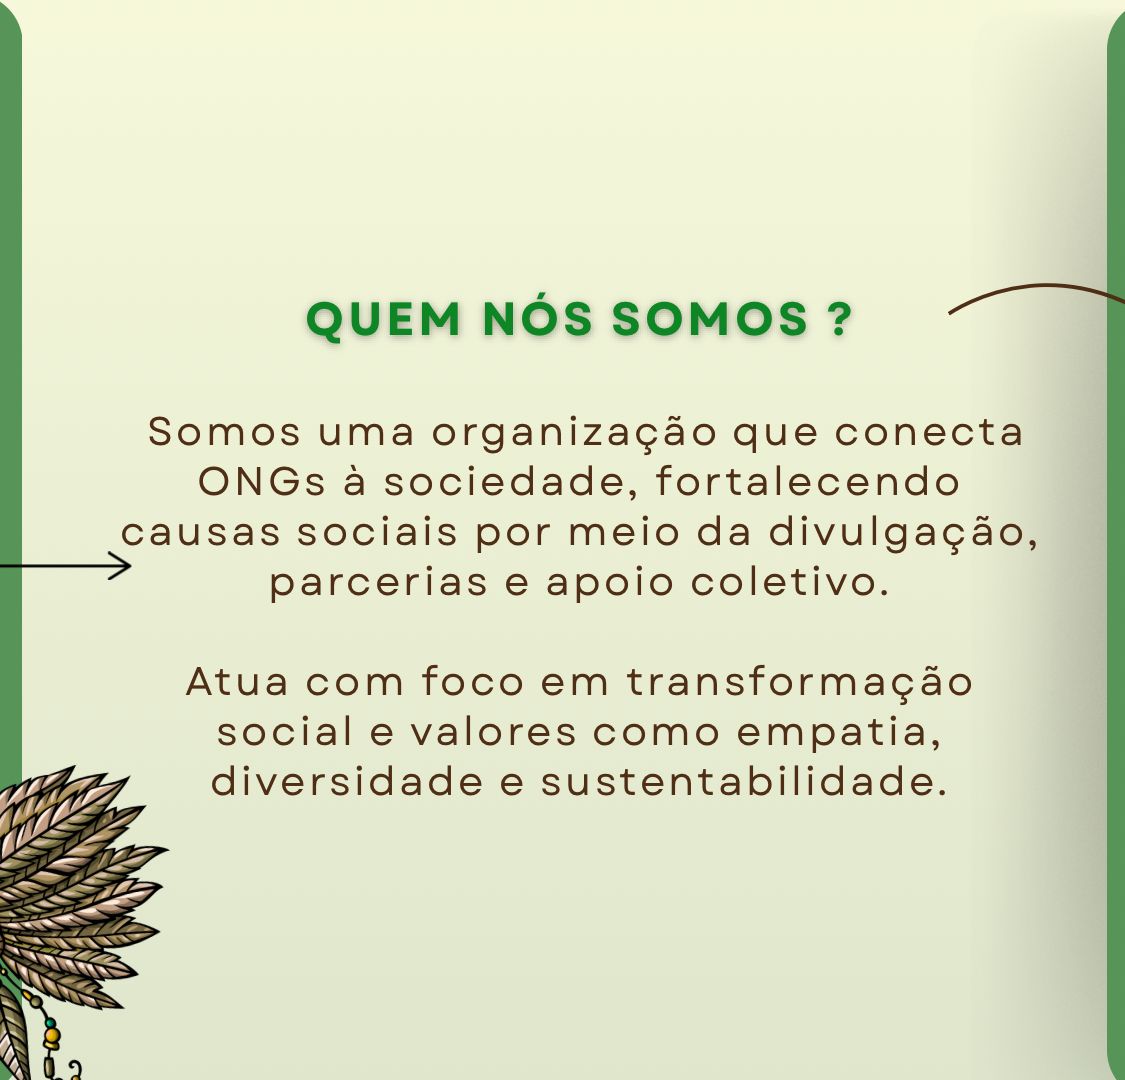 QUEM NÓS SOMOS ?
Somos uma organização que conecta
ONGs à sociedade, fortalecendo
causas sociais por meio da divulgação,
parcerias e apoio coletivo.
Atua com foco em transformação
social e valores como empatia,
diversidade e sustentabilidade.